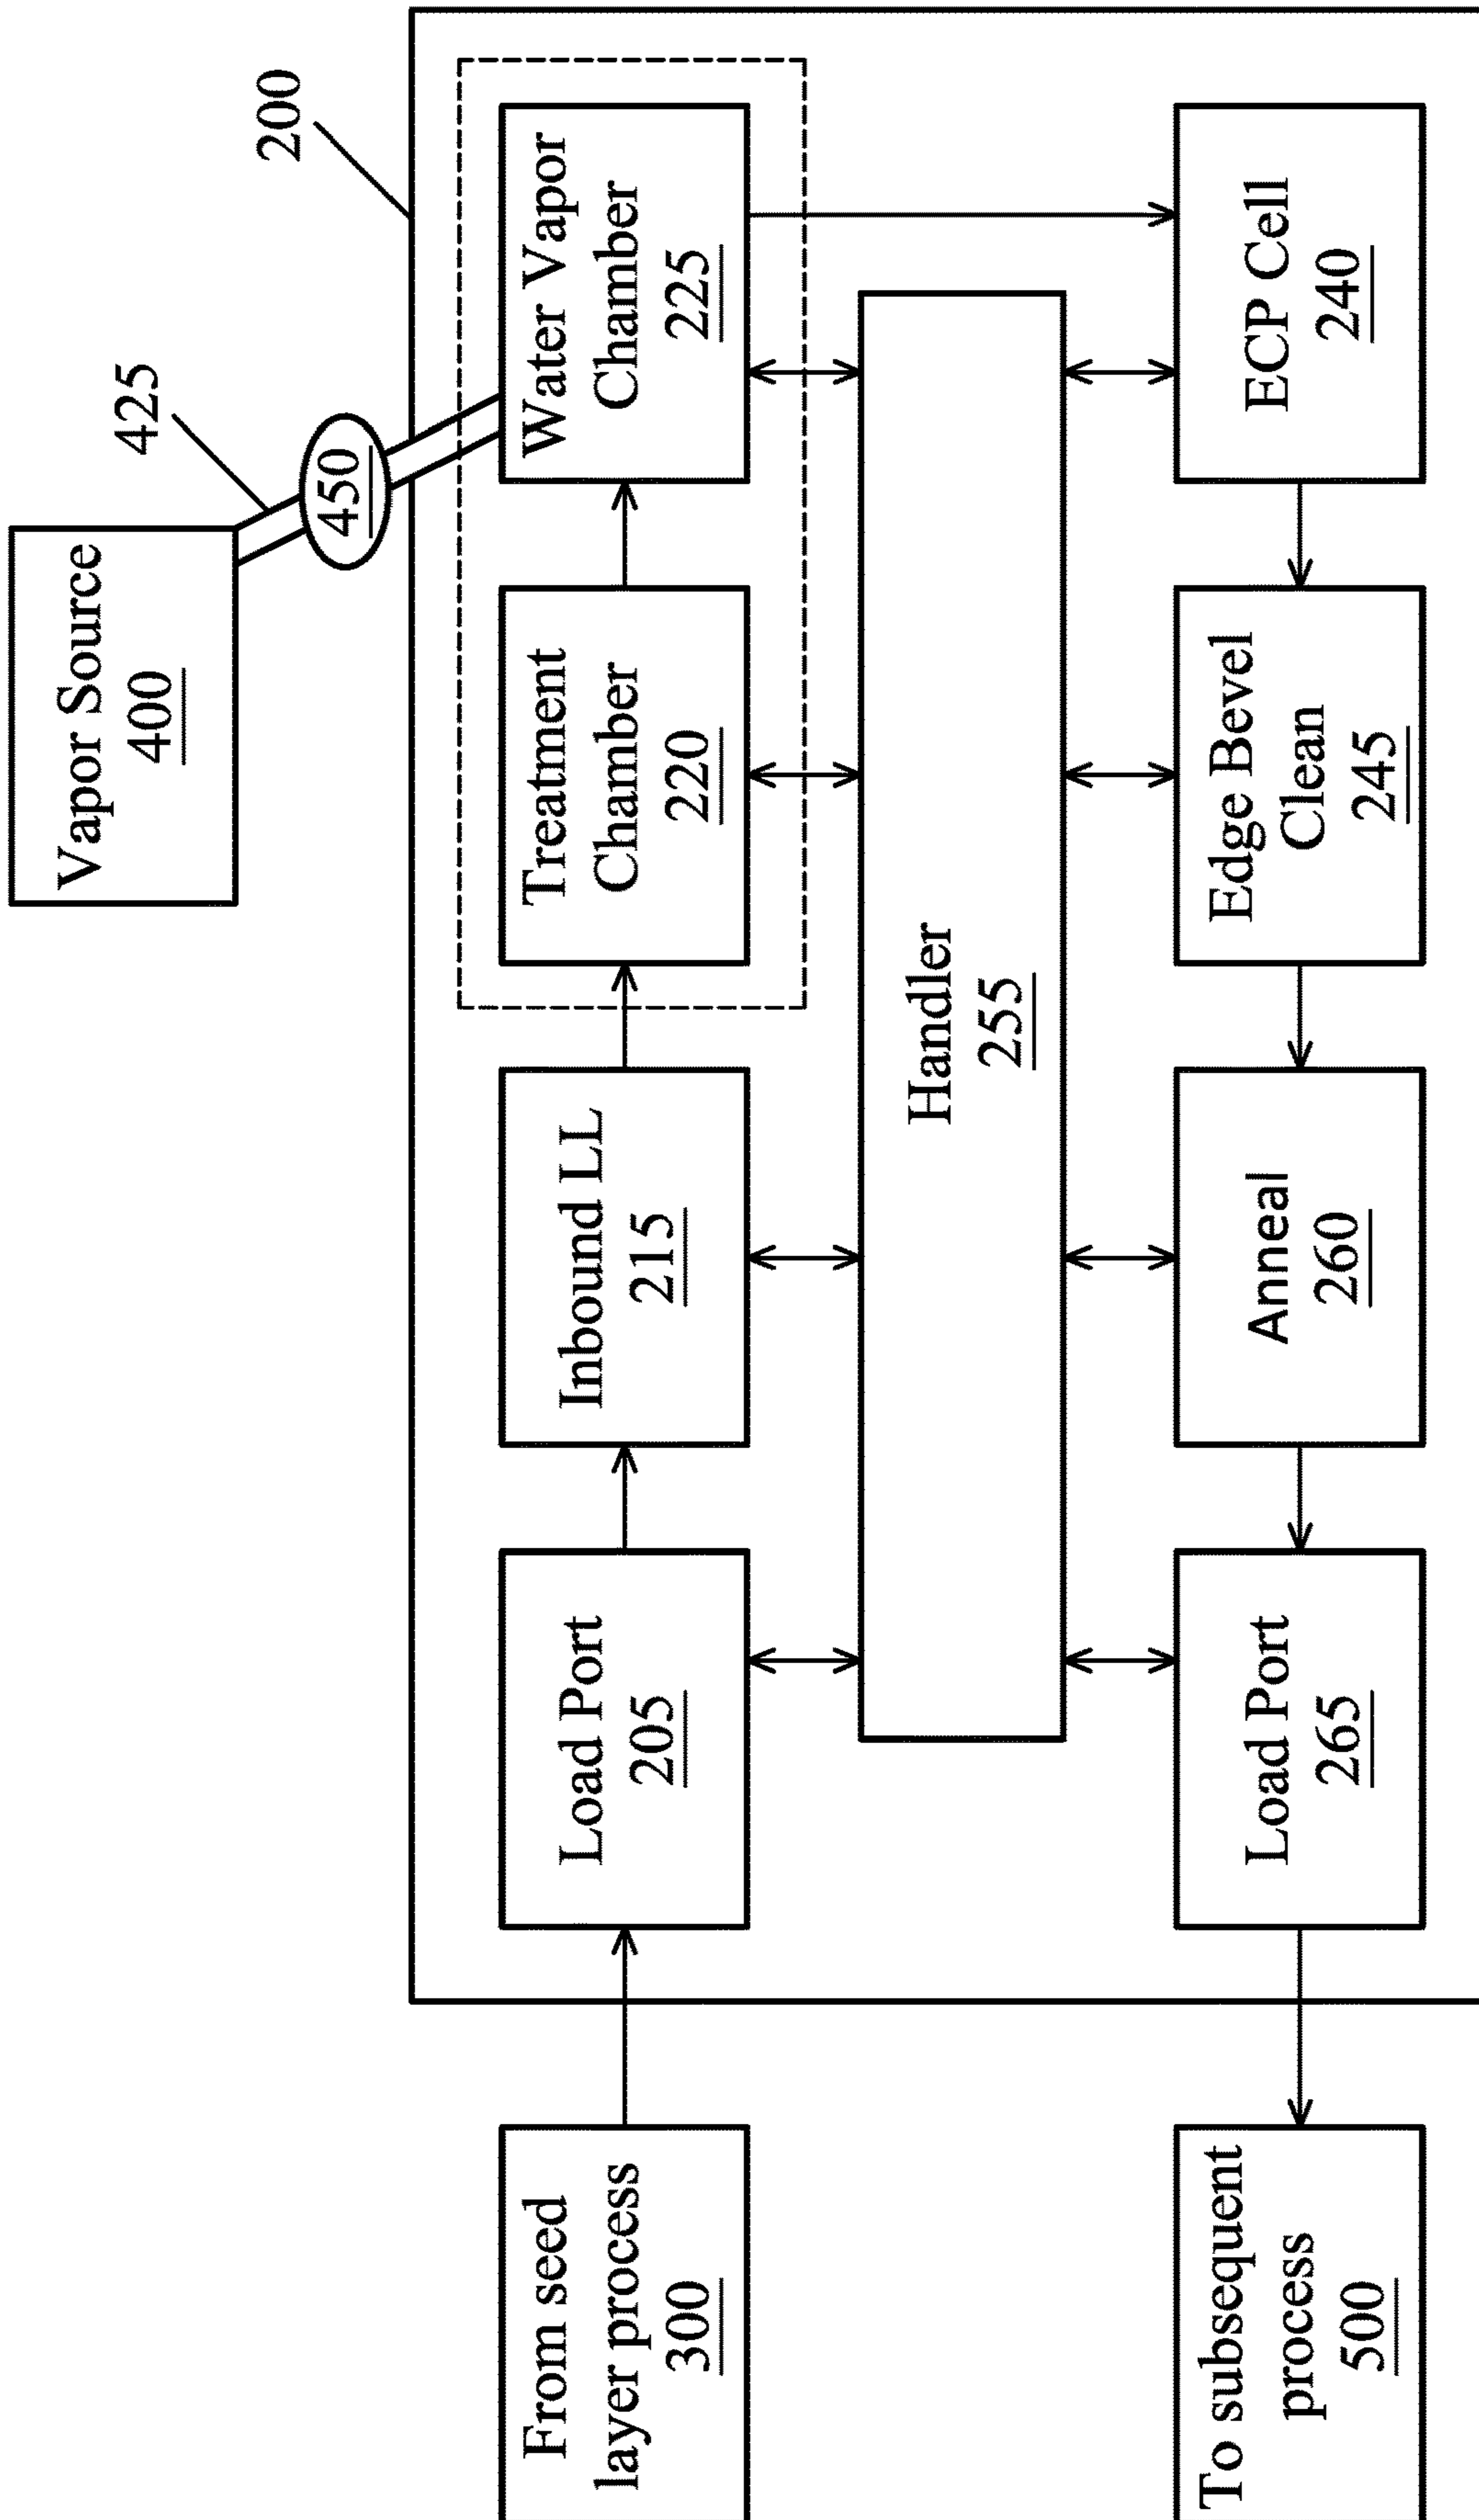 Vapor Source
400
425
450
200
From seed
layer process
300
Load Port
205
Inbound LL
215
Treatment
Chamber
220
Water Vapor
Chamber
225
Handler
255
To subsequent
process
500
Load Port
265
Anneal
260
Edge Bevel
Clean
245
ECP Cell
240